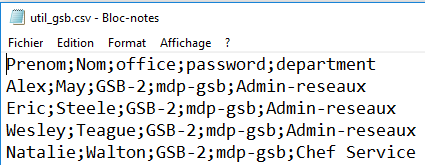 util_gsb.csv - Bloc-notes
Fichier Edition Format Affichage ?
Prenom;Nom;office;password;department
Alex;May;GSB-2;mdp-gsb;Admin-reseaux
Eric;Steele;GSB-2;mdp-gsb;Admin-reseaux
Wesley;Teague;GSB-2;mdp-gsb;Admin-reseaux
Natalie;Walton;GSB-2;mdp-gsb;Chef Service